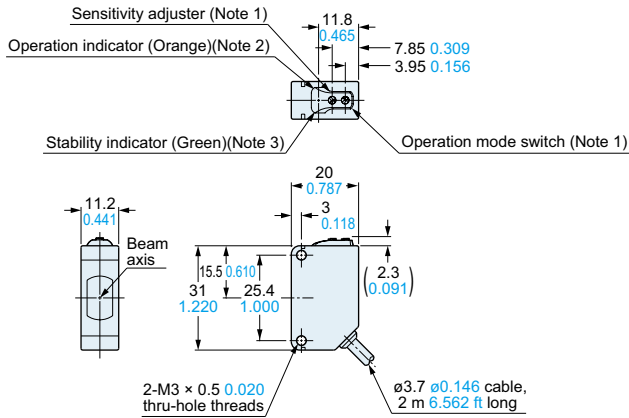 Sensitivity adjuster (Note 1)
11.8
0.465
Operation indicator (Orange)(Note 2)
7.85 0.309
3.95 0.156
Stability indicator (Green)(Note 3)
Operation mode switch (Note 1)
20
0.787
11.2
0.441
3
0.118
Beam
axis
15.5 0.610
31
1.220
25.4
1.000
(2.3
0.091)
2-M3 × 0.5 0.020
thru-hole threads
ø3.7 ø0.146 cable,
2 m 6.562 ft long